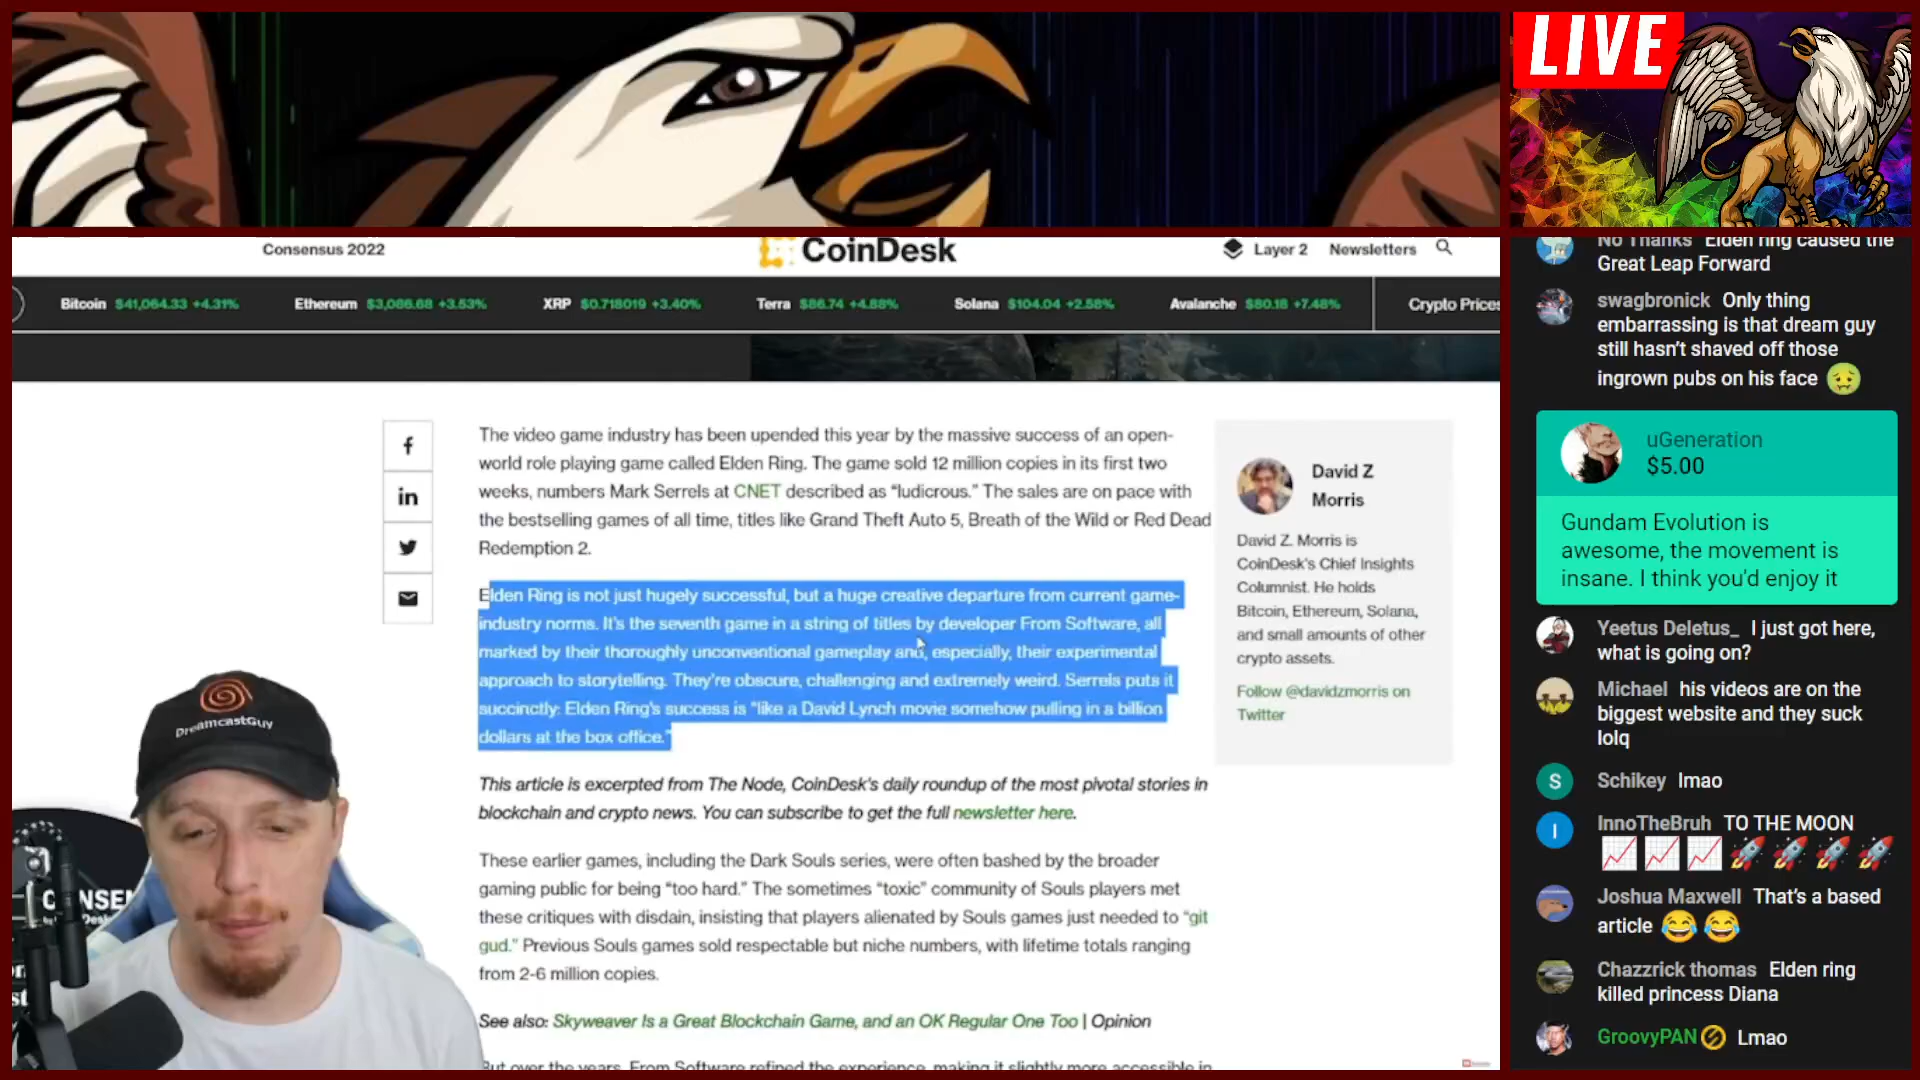 LIVE
Consensus 2022
CoinDesk
Layer 2
Newsletters
Bitcoin $41,064.33 +4.31%
Ethereum $3,086.68 +3.53%
XRP $0.718019 +3.40%
Terra $86.74 +4.88%
Solana $104.04 +2.58%
Avalanche $80.18 +7.48%
Crypto Prices
The video game industry has been upended this year by the massive success of an open-
world role playing game called Elden Ring. The game sold 12 million copies in its first two
weeks, numbers Mark Serrels at CNET described as “ludicrous.” The sales are on pace with
the bestselling games of all time, titles like Grand Theft Auto 5, Breath of the Wild or Red Dead
Redemption 2.
Elden Ring is not just hugely successful, but a huge creative departure from current game-
industry norms. It’s the seventh game in a string of titles by developer From Software, all
marked by their thoroughly unconventional gameplay and, especially, their experimental
approach to storytelling. They’re obscure, challenging and extremely weird. Serrels puts it
succinctly: Elden Ring’s success is “like a David Lynch movie somehow pulling in a billion
dollars at the box office.”
This article is excerpted from The Node, CoinDesk’s daily roundup of the most pivotal stories in
blockchain and crypto news. You can subscribe to get the full newsletter here.
These earlier games, including the Dark Souls series, were often bashed by the broader
gaming public for being “too hard.” The sometimes “toxic” community of Souls players met
these critiques with disdain, insisting that players alienated by Souls games just needed to “git
gud.” Previous Souls games sold respectable but niche numbers, with lifetime totals ranging
from 2-6 million copies.
See also: Skyweaver Is a Great Blockchain Game, and an OK Regular One Too | Opinion
But over the years, From Software refined the experience, making it slightly more accessible in
David Z
Morris
David Z. Morris is
CoinDesk’s Chief Insights
Columnist. He holds
Bitcoin, Ethereum, Solana,
and small amounts of other
crypto assets.
Follow @davidzmorris on
Twitter
DreamcastGuy
No Thanks Elden ring caused the
Great Leap Forward
swagbronick Only thing
embarrassing is that dream guy
still hasn’t shaved off those
ingrown pubs on his face 🤢
uGeneration
$5.00
Gundam Evolution is
awesome, the movement is
insane. I think you’d enjoy it
Yeetus Deletus_ I just got here,
what is going on?
Michael his videos are on the
biggest website and they suck
lolq
S Schikey lmao
I InnoTheBruh TO THE MOON
📈📈📈🚀🚀🚀🚀
Joshua Maxwell That’s a based
article 😂😂
Chazzrick thomas Elden ring
killed princess Diana
GroovyPAN Lmao